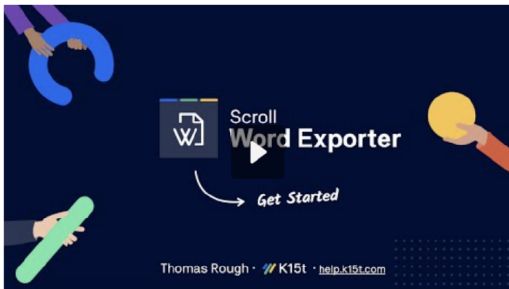 Scroll
Word Exporter
Get Started
Thomas Rough · K15t · help.k15t.com